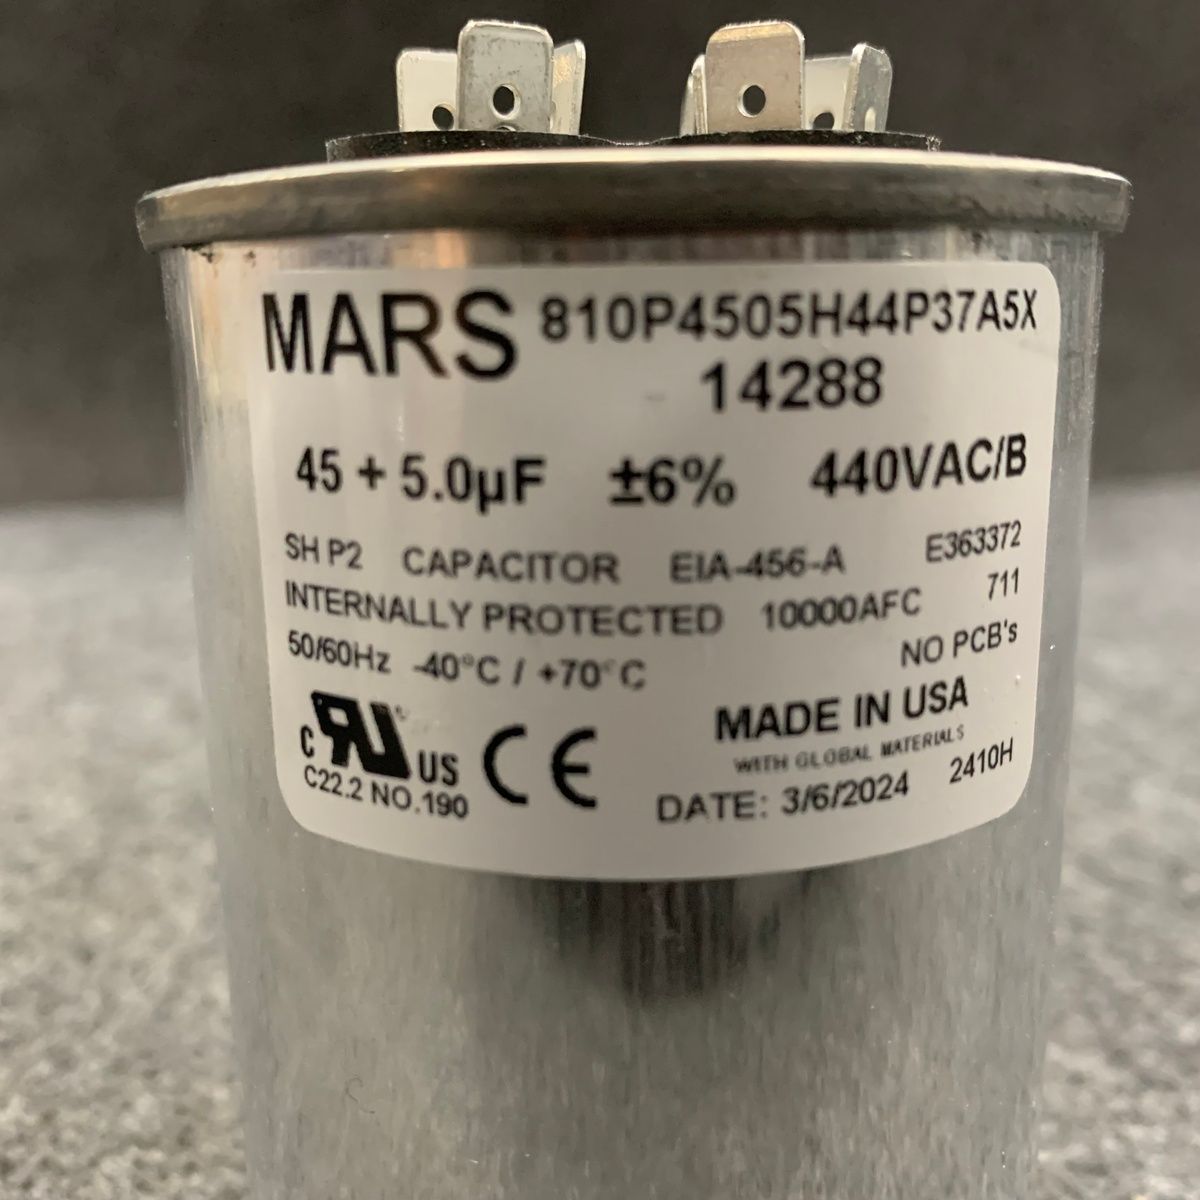 MARS 810P4505H44P37A5X
14288
45 + 5.0µF ±6% 440VAC/B
SH P2 CAPACITOR EIA-456-A E363372
INTERNALLY PROTECTED 10000AFC 711
50/60Hz -40°C / +70°C NO PCB's
MADE IN USA
WITH GLOBAL MATERIALS
c RU US CE
C22.2 NO.190
DATE: 3/6/2024 2410H